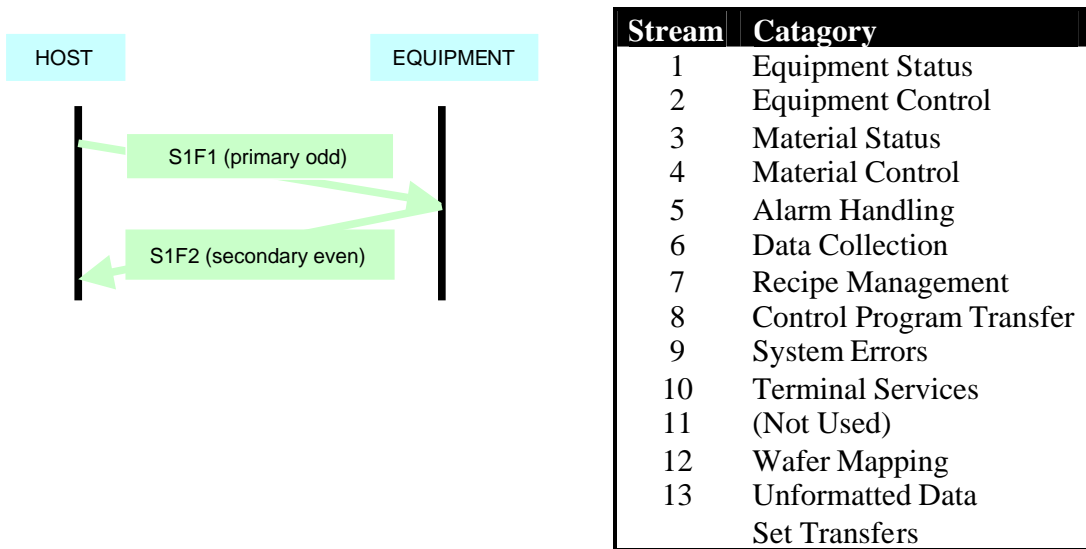 HOST
EQUIPMENT
S1F1 (primary odd)
S1F2 (secondary even)
Stream Catagory
1 Equipment Status
2 Equipment Control
3 Material Status
4 Material Control
5 Alarm Handling
6 Data Collection
7 Recipe Management
8 Control Program Transfer
9 System Errors
10 Terminal Services
11 (Not Used)
12 Wafer Mapping
13 Unformatted Data
Set Transfers